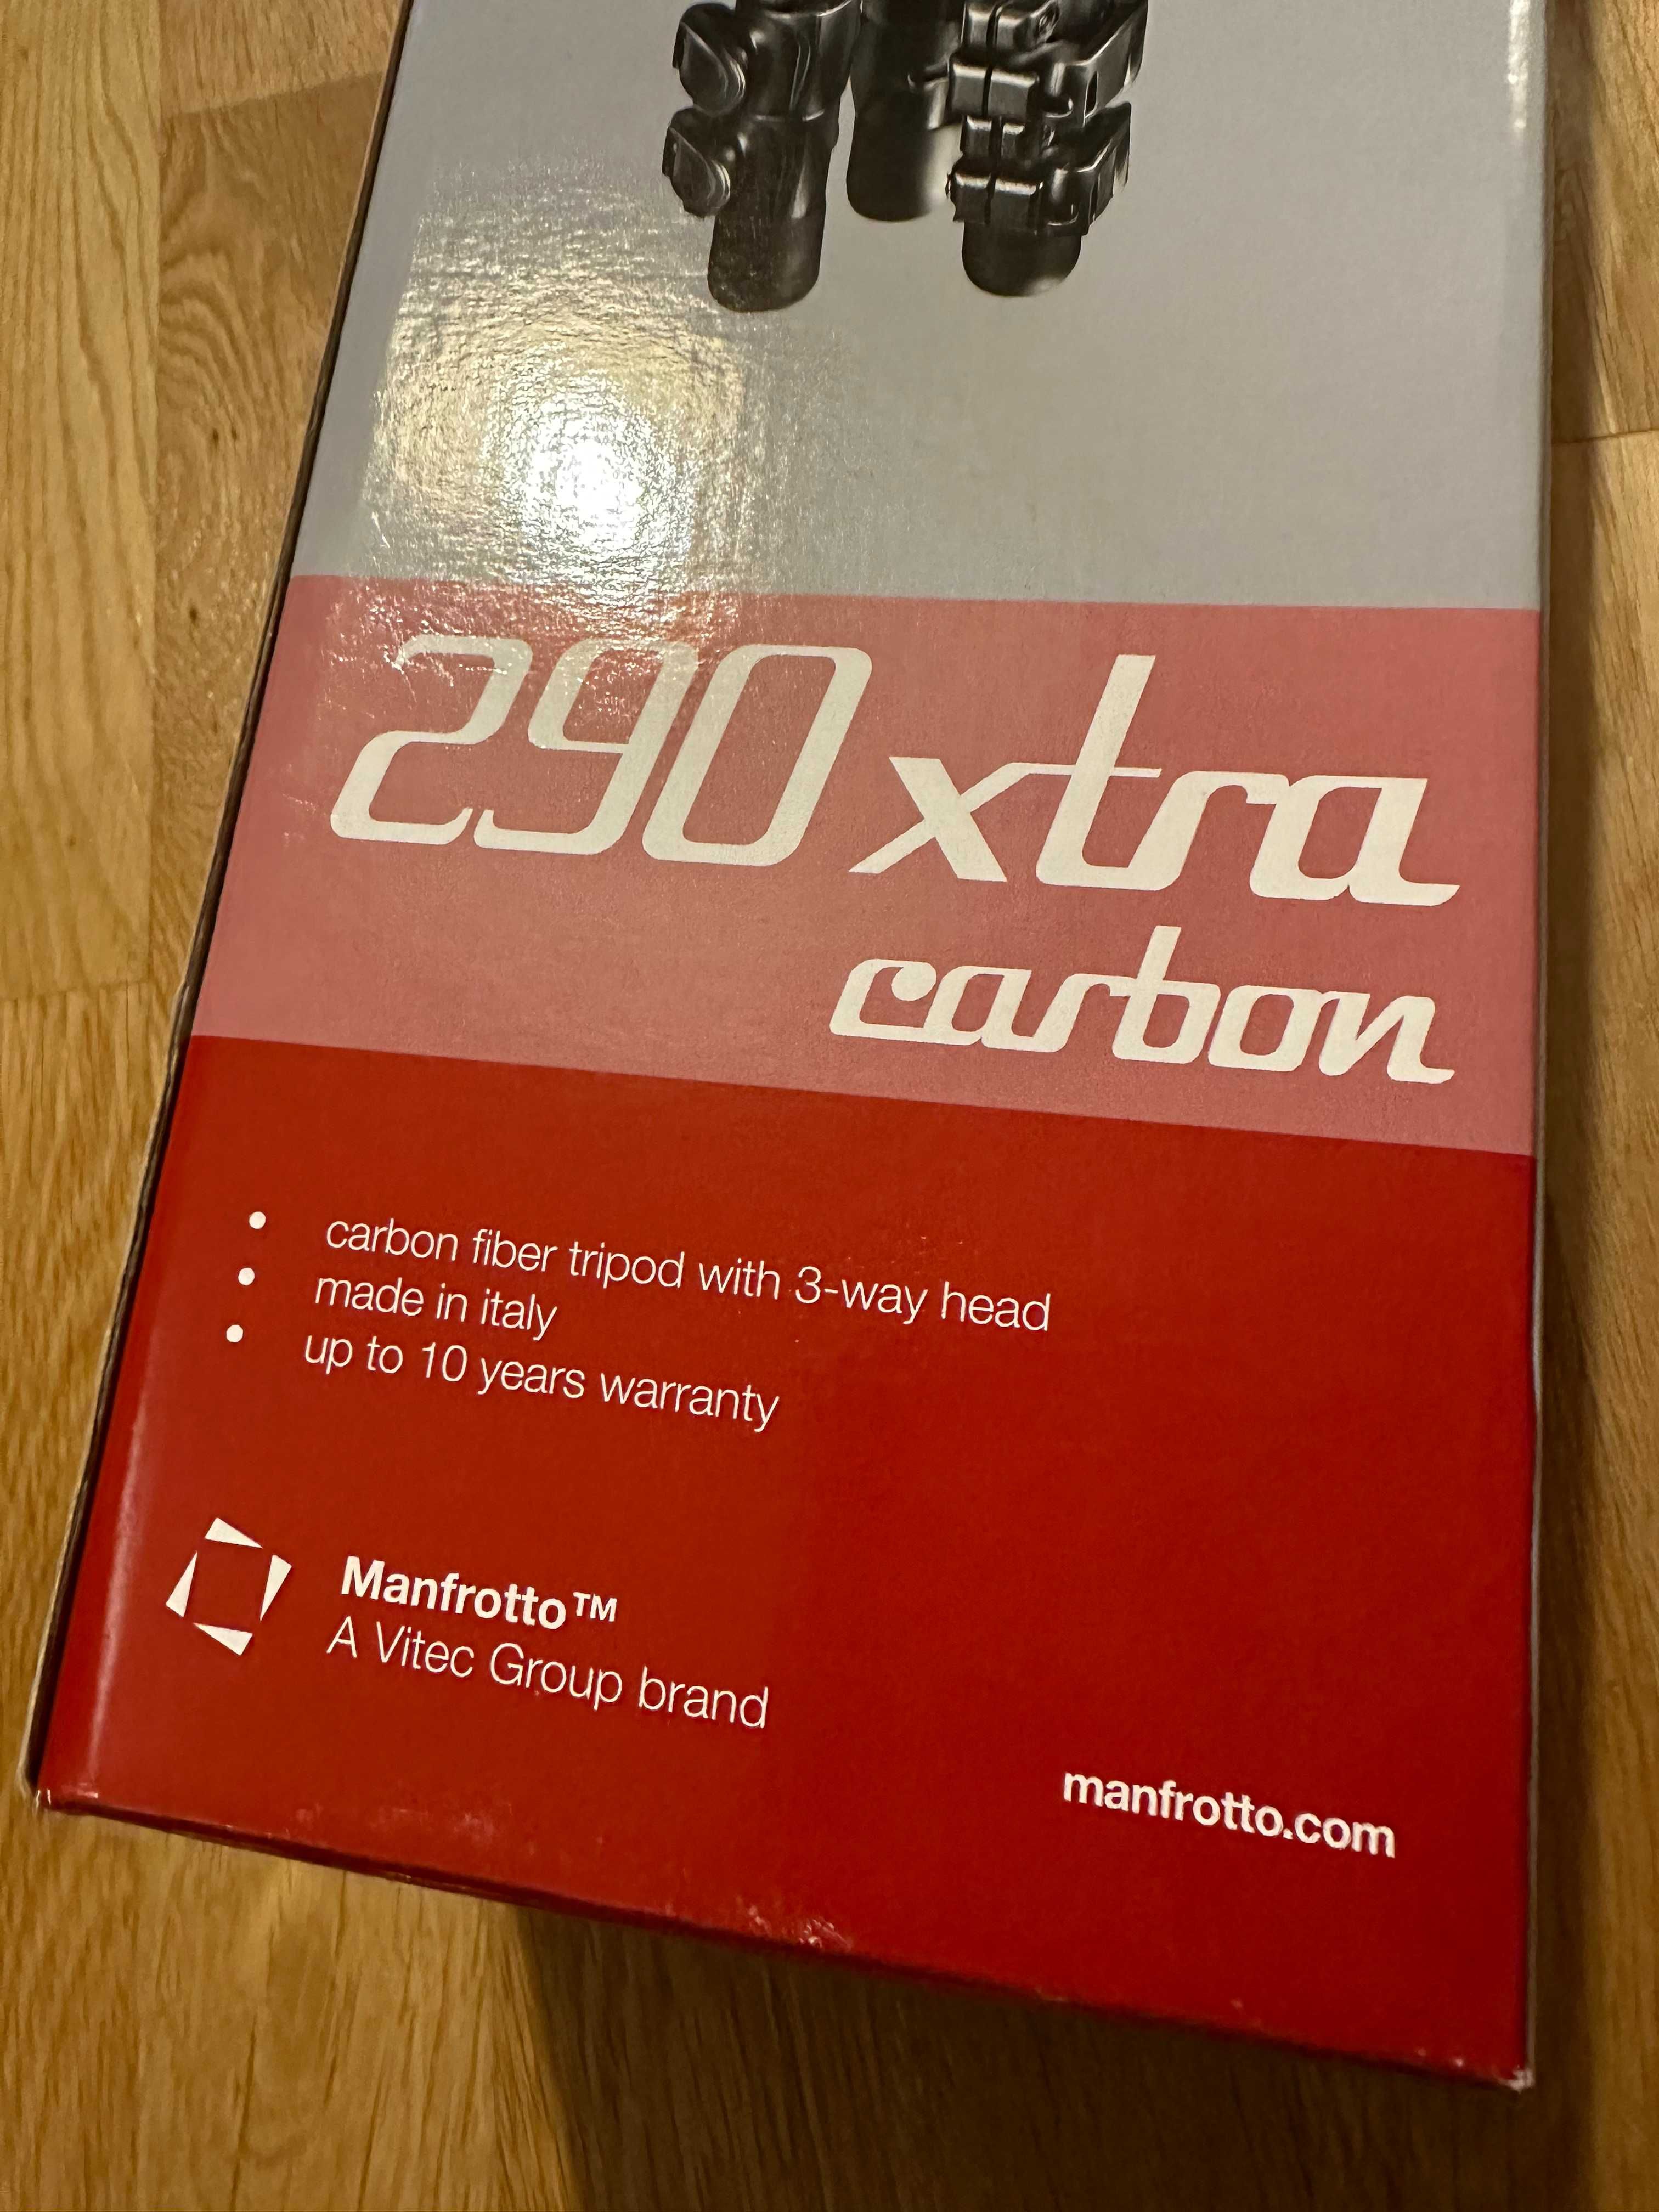 290 xtra
carbon
• carbon fiber tripod with 3-way head
• made in italy
• up to 10 years warranty
Manfrotto™
A Vitec Group brand
manfrotto.com